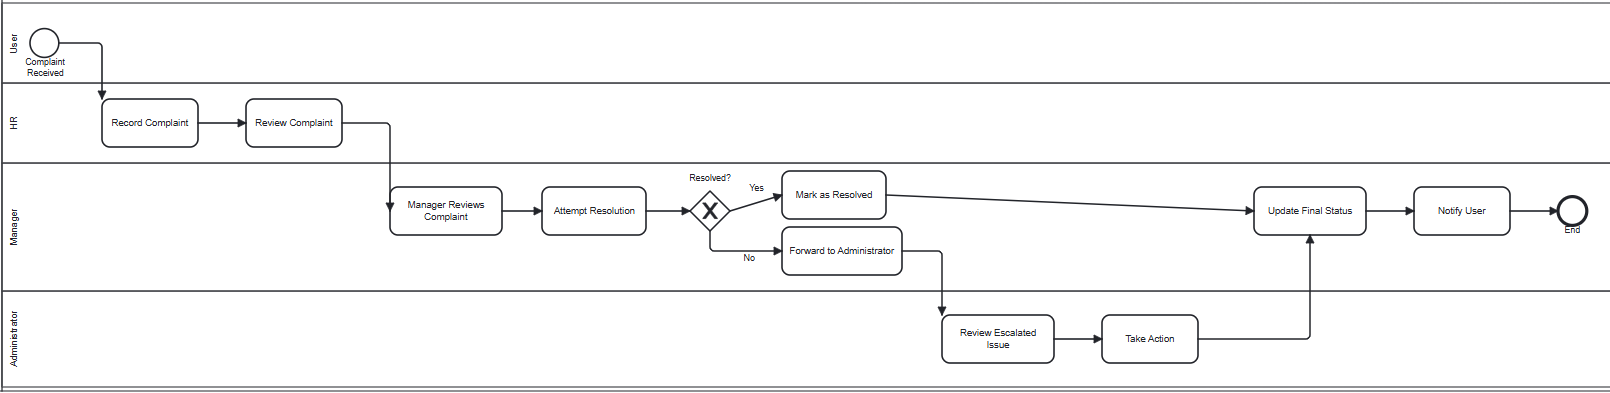 User
Complaint
Received
HR
Record Complaint
Review Complaint
Manager
Manager Reviews
Complaint
Attempt Resolution
Resolved?
Yes
No
Mark as Resolved
Forward to Administrator
Update Final Status
Notify User
End
Administrator
Review Escalated
Issue
Take Action